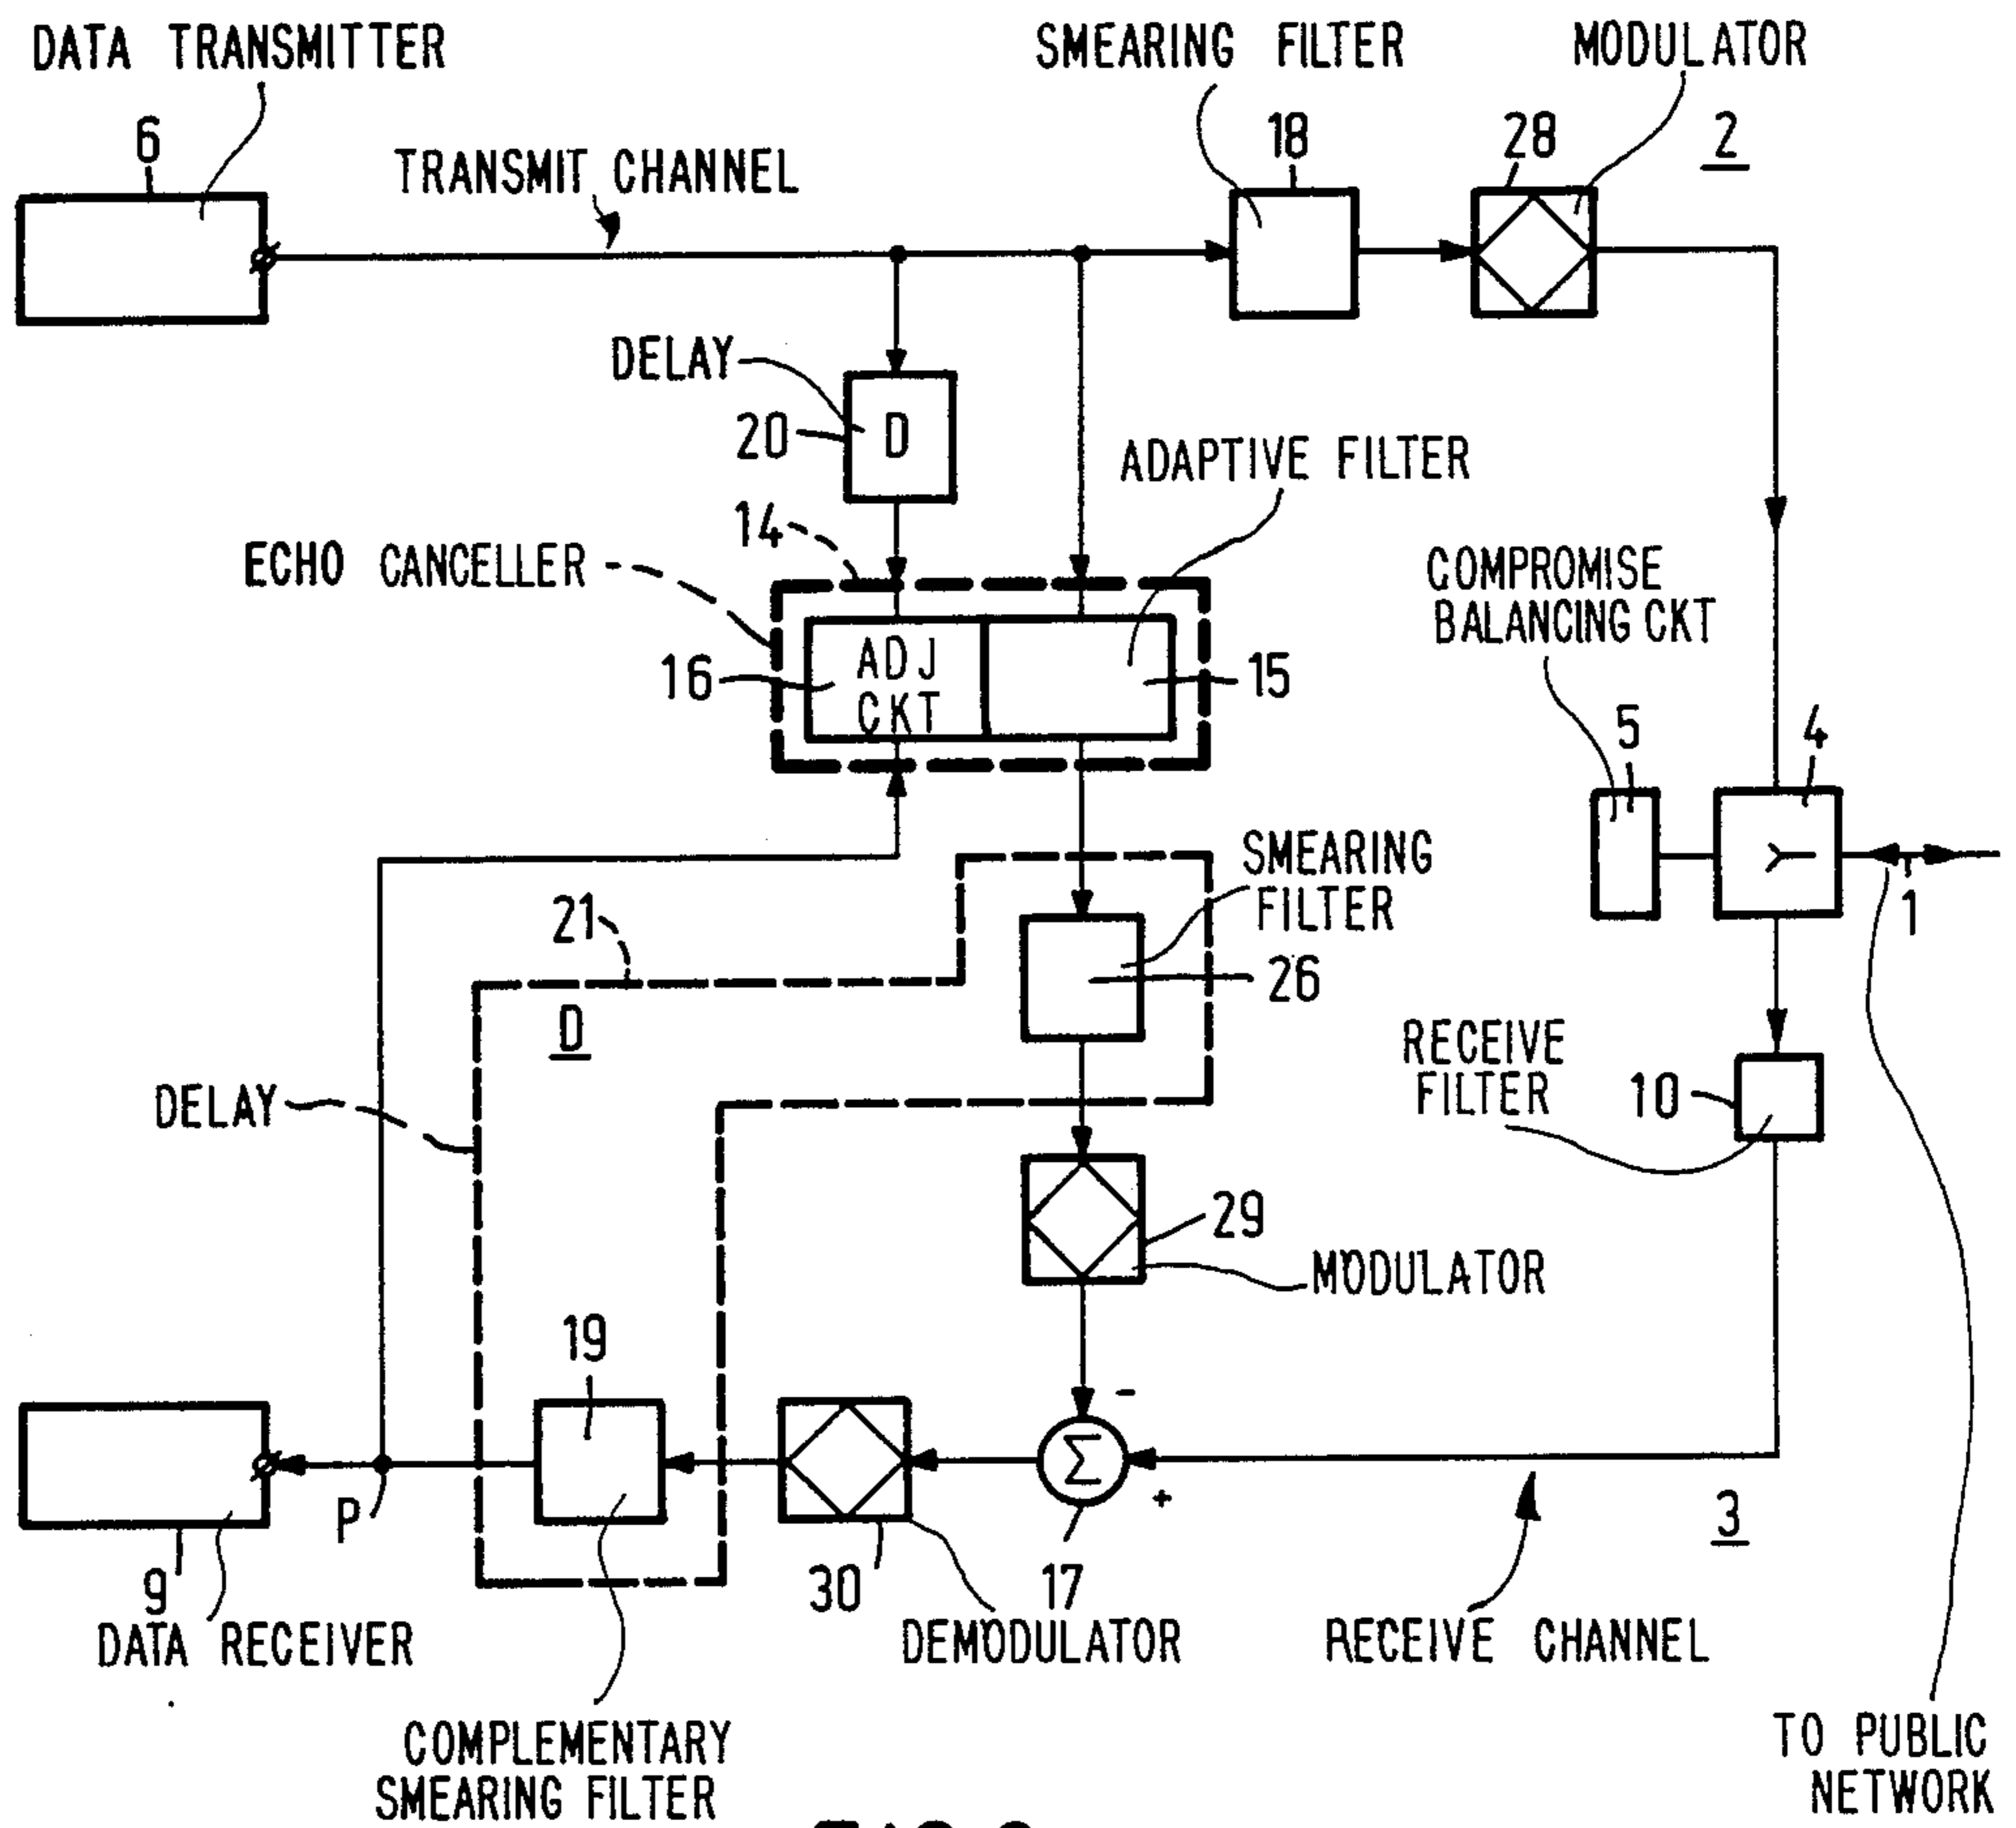 DATA TRANSMITTER
SMEARING FILTER
MODULATOR
6
18
28
2
TRANSMIT CHANNEL
DELAY
20
D
ADAPTIVE FILTER
14
ECHO CANCELLER
COMPROMISE
BALANCING CKT
16
ADJ
CKT
15
5
4
SMEARING
FILTER
1
21
26
D
RECEIVE
FILTER
10
DELAY
29
MODULATOR
19
-
Σ
+
P
3
9
30
17
DATA RECEIVER
DEMODULATOR
RECEIVE CHANNEL
COMPLEMENTARY
SMEARING FILTER
TO PUBLIC
NETWORK